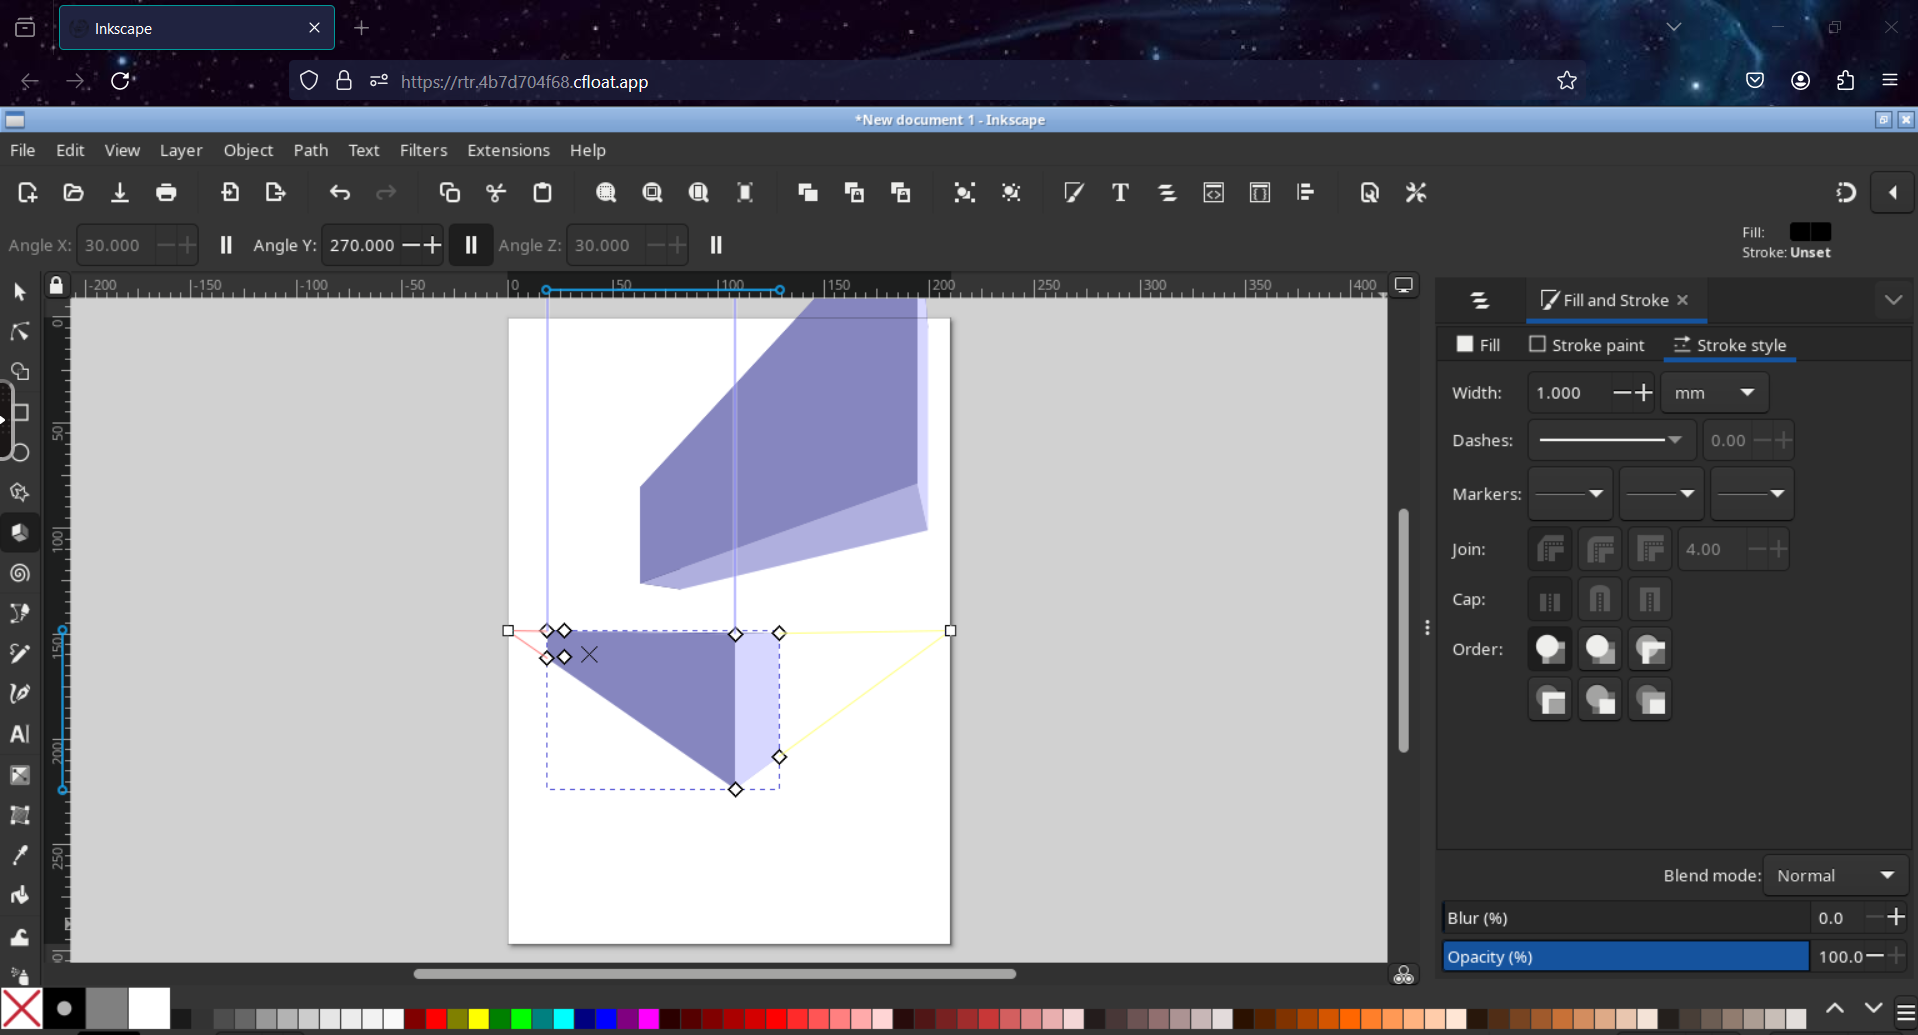 Inkscape
https://rtr.4b7d704f68.cfloat.app
*New document 1 - Inkscape
File Edit View Layer Object Path Text Filters Extensions Help
Angle X: 30.000 Angle Y: 270.000 Angle Z: 30.000
Fill:
Stroke: Unset
-200 -150 -100 -50 0 50 100 150 200 250 300 350 400
0
50
100
150
200
250
Fill and Stroke
Fill Stroke paint Stroke style
Width: 1.000 mm
Dashes: 0.00
Markers:
Join: 4.00
Cap:
Order:
Blend mode: Normal
Blur (%) 0.0
Opacity (%) 100.0